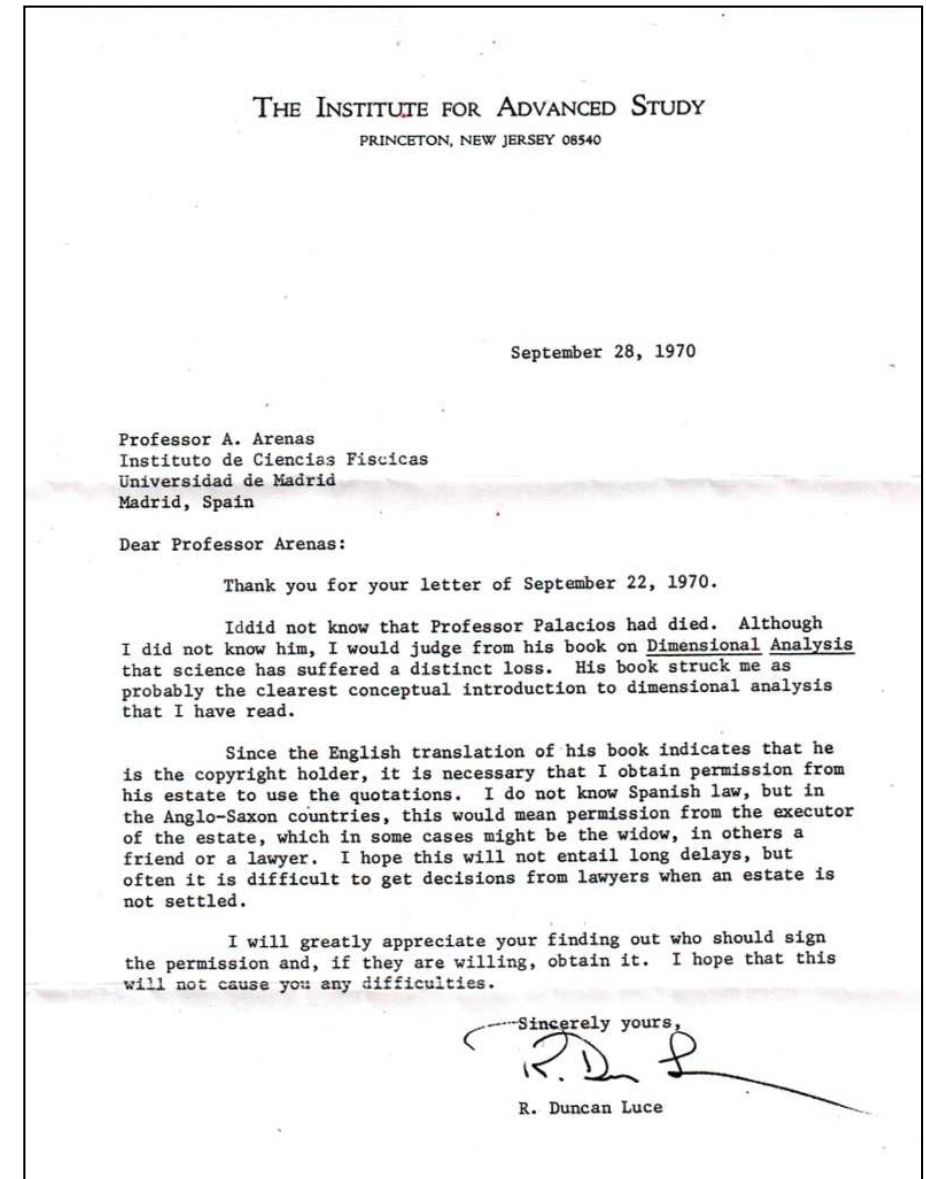 THE INSTITUTE FOR ADVANCED STUDY
PRINCETON, NEW JERSEY 08540
September 28, 1970
Professor A. Arenas
Instituto de Ciencias Fiscicas
Universidad de Madrid
Madrid, Spain
Dear Professor Arenas:
Thank you for your letter of September 22, 1970.
Iddid not know that Professor Palacios had died. Although
I did not know him, I would judge from his book on Dimensional Analysis
that science has suffered a distinct loss. His book struck me as
probably the clearest conceptual introduction to dimensional analysis
that I have read.
Since the English translation of his book indicates that he
is the copyright holder, it is necessary that I obtain permission from
his estate to use the quotations. I do not know Spanish law, but in
the Anglo-Saxon countries, this would mean permission from the executor
of the estate, which in some cases might be the widow, in others a
friend or a lawyer. I hope this will not entail long delays, but
often it is difficult to get decisions from lawyers when an estate is
not settled.
I will greatly appreciate your finding out who should sign
the permission and, if they are willing, obtain it. I hope that this
will not cause you any difficulties.
Sincerely yours,
R. D L
R. Duncan Luce